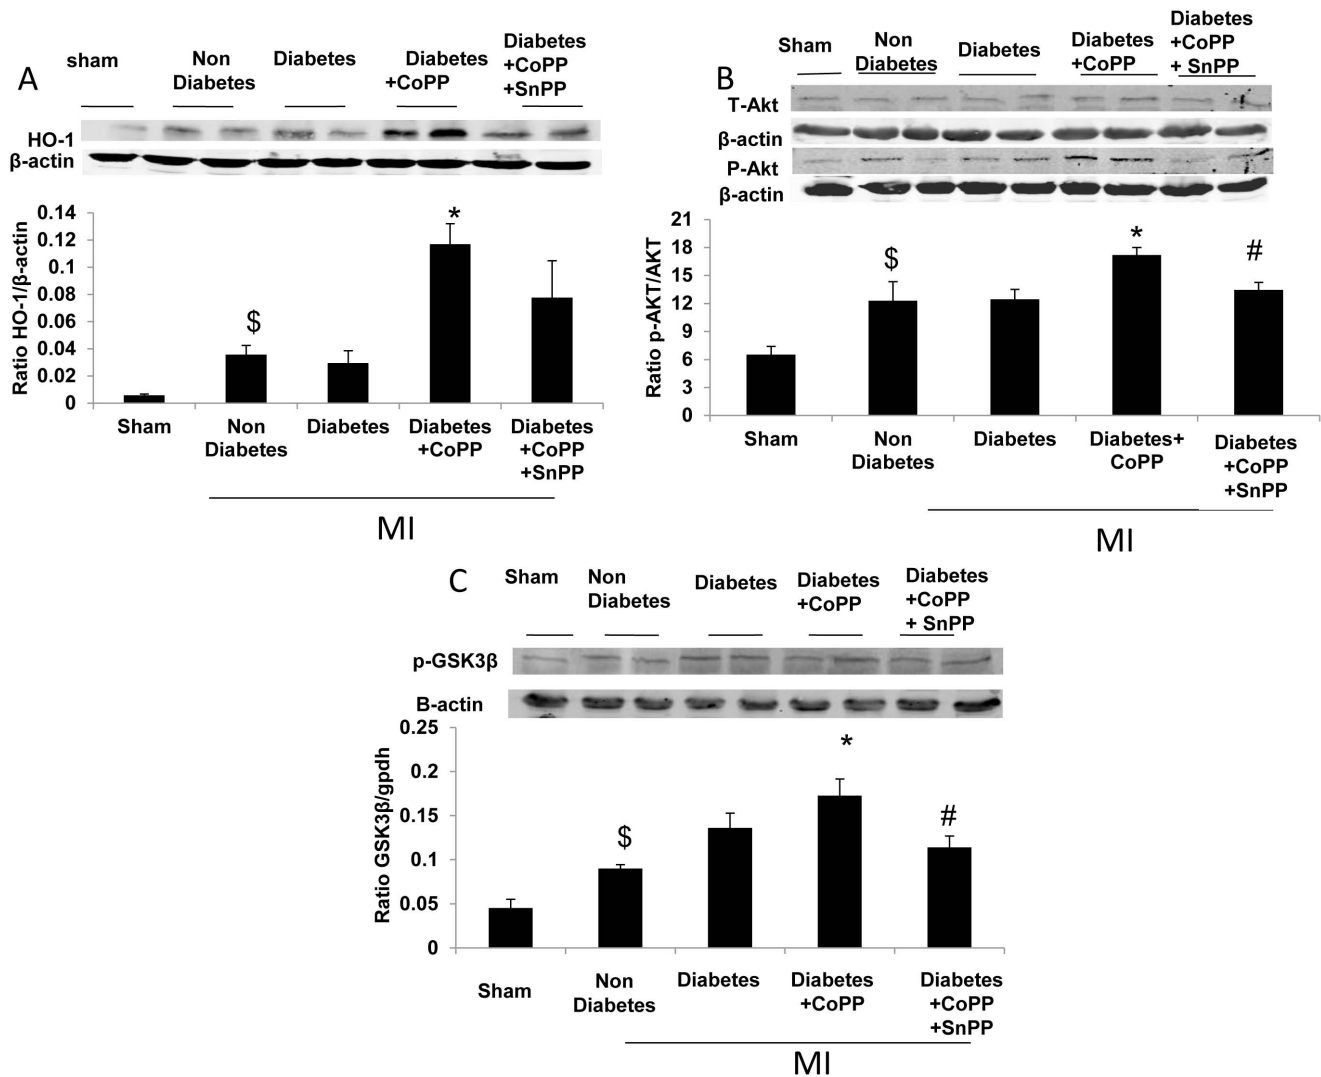 A
sham
Non
Diabetes
Diabetes
Diabetes
+CoPP
Diabetes
+CoPP
+SnPP
HO-1
β-actin
Ratio HO-1/β-actin
0.14
0.12
0.1
0.08
0.06
0.04
0.02
0
$
*
Sham
Non
Diabetes
Diabetes
Diabetes
+CoPP
Diabetes
+CoPP
+SnPP
MI
B
Sham
Non
Diabetes
Diabetes
Diabetes
+CoPP
Diabetes
+CoPP
+ SnPP
T-Akt
β-actin
P-Akt
β-actin
Ratio p-AKT/AKT
21
18
15
12
9
6
3
0
$
*
#
Sham
Non
Diabetes
Diabetes
Diabetes+
CoPP
Diabetes
+CoPP
+SnPP
MI
C
Sham
Non
Diabetes
Diabetes
Diabetes
+CoPP
Diabetes
+CoPP
+ SnPP
p-GSK3β
B-actin
Ratio GSK3β/gpdh
0.25
0.2
0.15
0.1
0.05
0
$
*
#
Sham
Non
Diabetes
Diabetes
Diabetes
+CoPP
Diabetes
+CoPP
+SnPP
MI